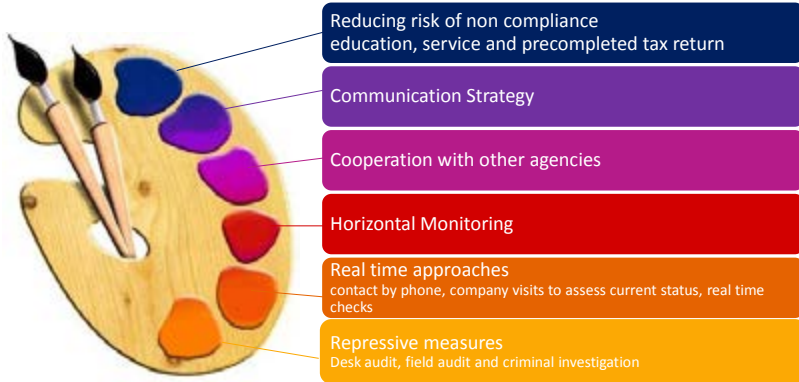 Reducing risk of non compliance
education, service and precompleted tax return
Communication Strategy
Cooperation with other agencies
Horizontal Monitoring
Real time approaches
contact by phone, company visits to assess current status, real time
checks
Repressive measures
Desk audit, field audit and criminal investigation